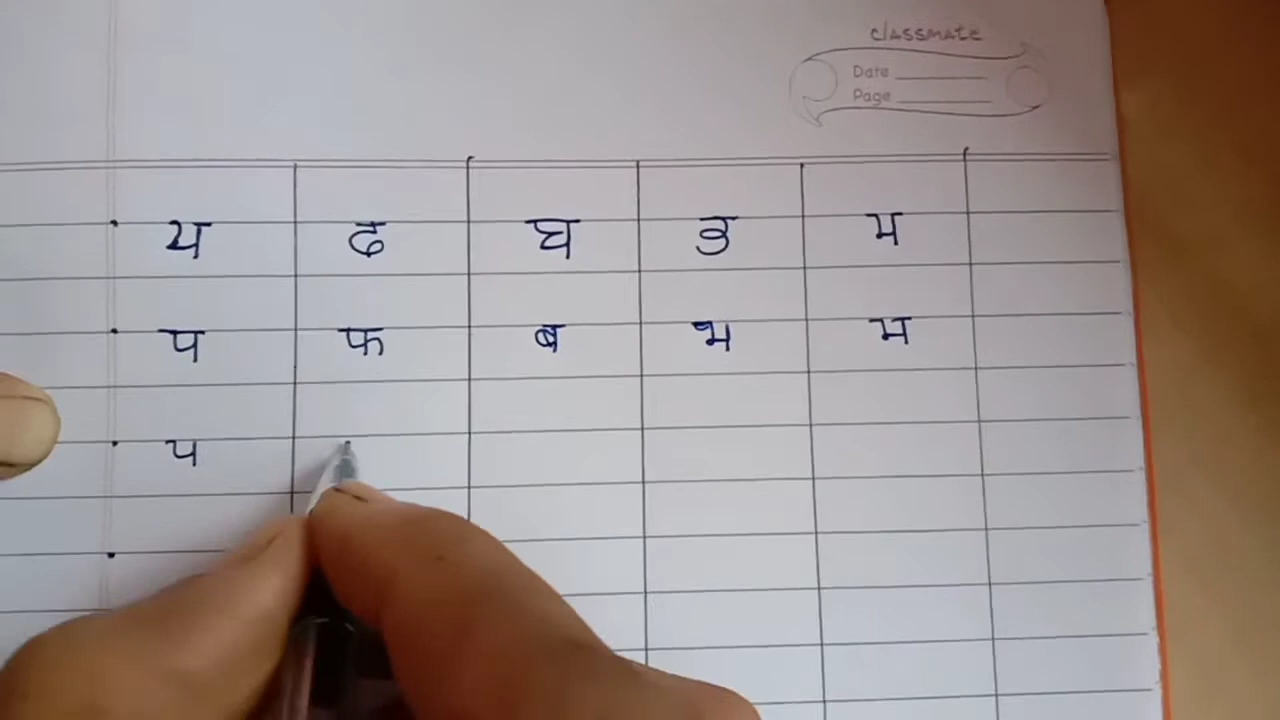 classmate
Date
Page
य ढ घ ड म
प फ ब भ म
प